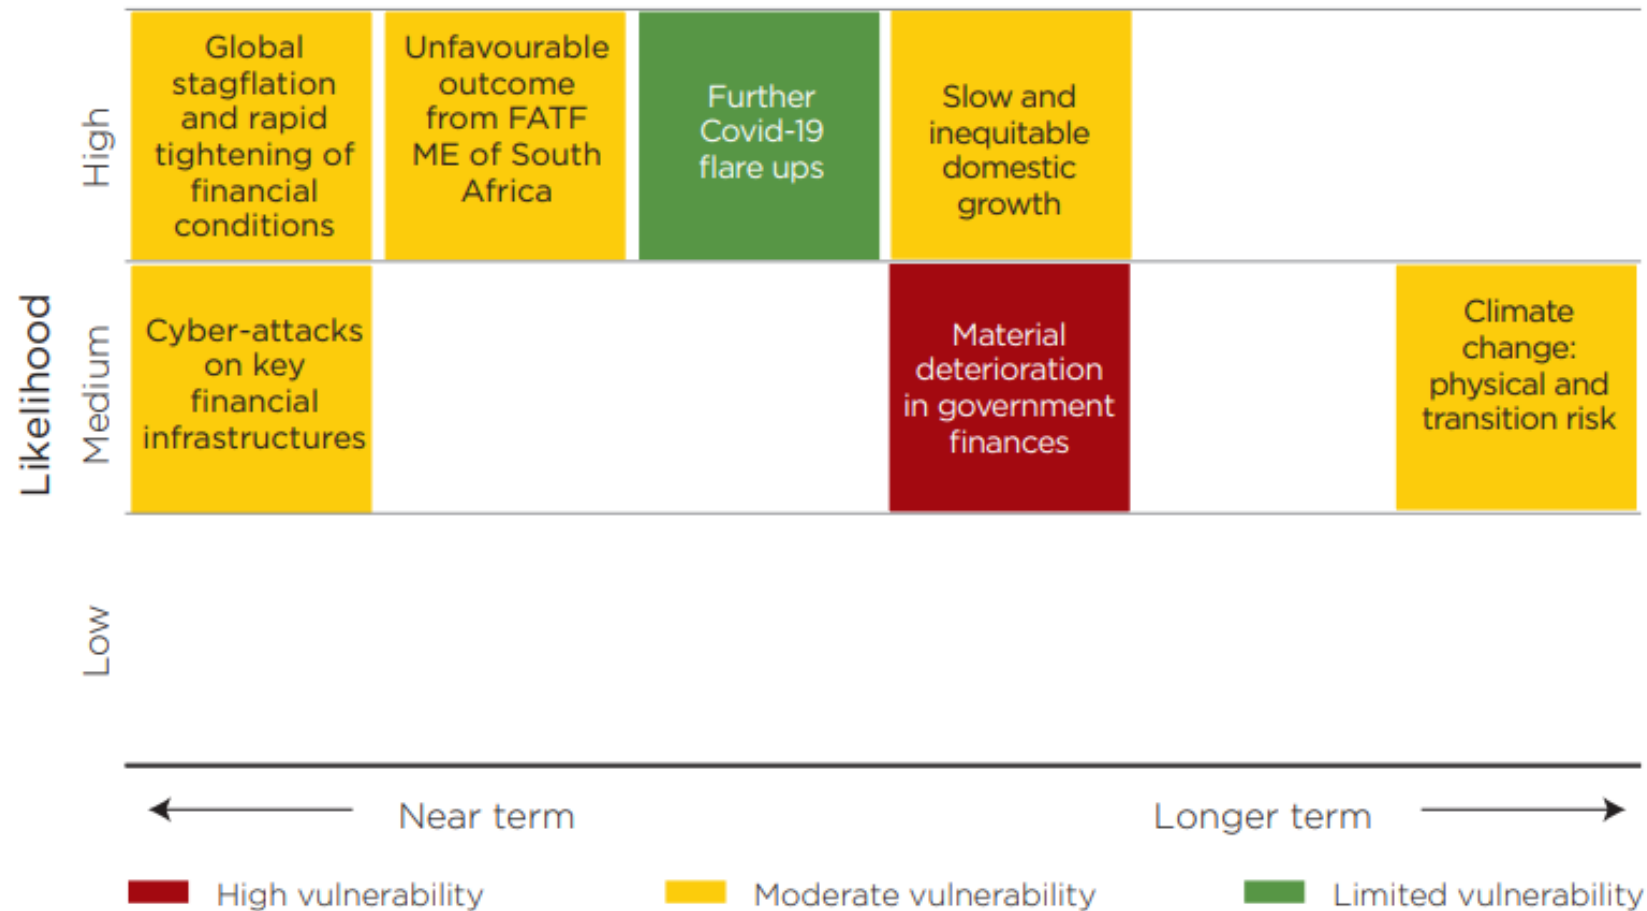 Global
stagflation
and rapid
tightening of
financial
conditions
Unfavourable
outcome
from FATF
ME of South
Africa
Further
Covid-19
flare ups
Slow and
inequitable
domestic
growth
High
Cyber-attacks
on key
financial
infrastructures
Material
deterioration
in government
finances
Climate
change:
physical and
transition risk
Likelihood
Medium
Low
Near term
Longer term
High vulnerability
Moderate vulnerability
Limited vulnerability